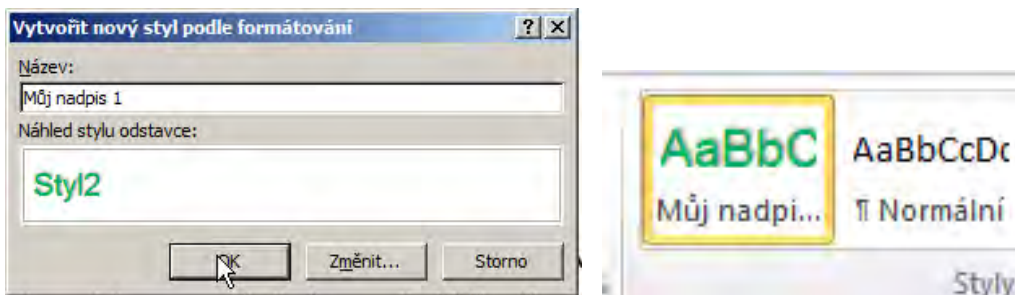 Vytvořit nový styl podle formátování
Název:
Můj nadpis 1
Náhled stylu odstavce:
Styl2
OK Změnit... Storno
AaBbC AaBbCcDc
Můj nadpi... ¶ Normální
Styly